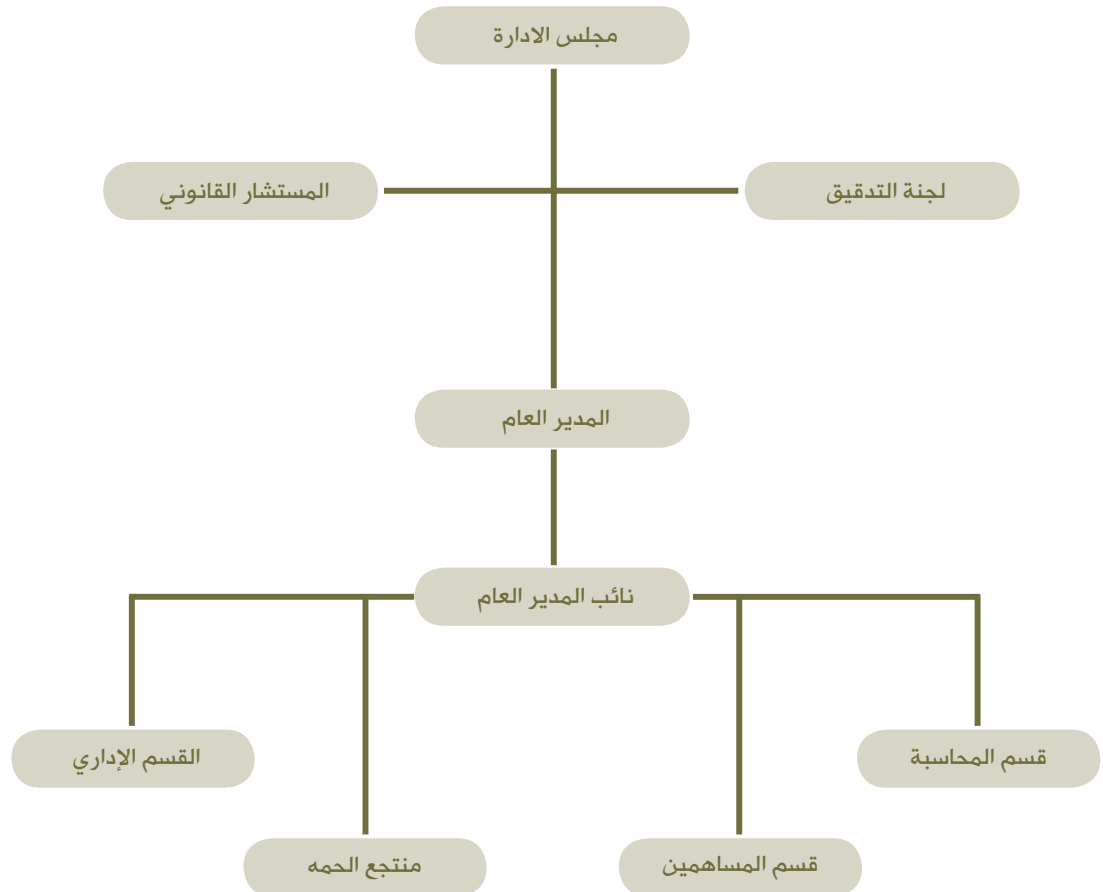 مجلس الادارة
لجنة التدقيق
المستشار القانوني
المدير العام
نائب المدير العام
قسم المحاسبة
القسم الإداري
قسم المساهمين
منتجع الحمه